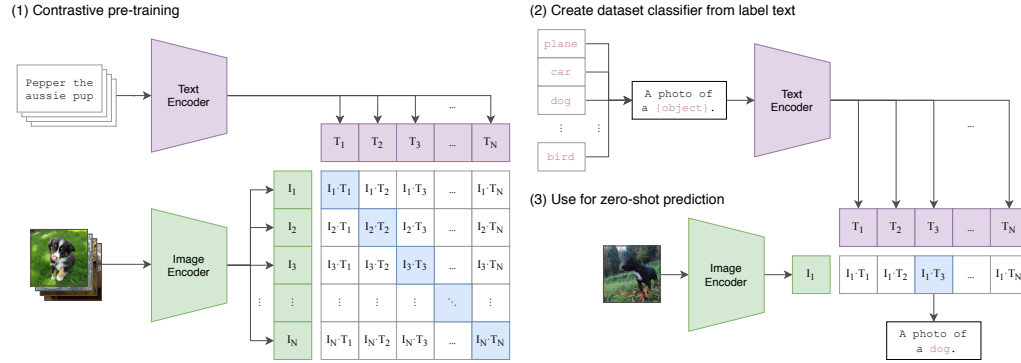 (1) Contrastive pre-training
Pepper the
aussie pup
Text
Encoder
...
T1 T2 T3 ... TN
I1 I1·T1 I1·T2 I1·T3 ... I1·TN
I2 I2·T1 I2·T2 I2·T3 ... I2·TN
I3 I3·T1 I3·T2 I3·T3 ... I3·TN
⋮ ⋮ ⋮ ⋮ ⋮ ⋱ ⋮
IN IN·T1 IN·T2 IN·T3 ... IN·TN
Image
Encoder
(2) Create dataset classifier from label text
plane
car
dog
⋮ ⋮
bird
A photo of
a {object}.
Text
Encoder
...
(3) Use for zero-shot prediction
T1 T2 T3 ... TN
Image
Encoder
I1 I1·T1 I1·T2 I1·T3 ... I1·TN
A photo of
a dog.